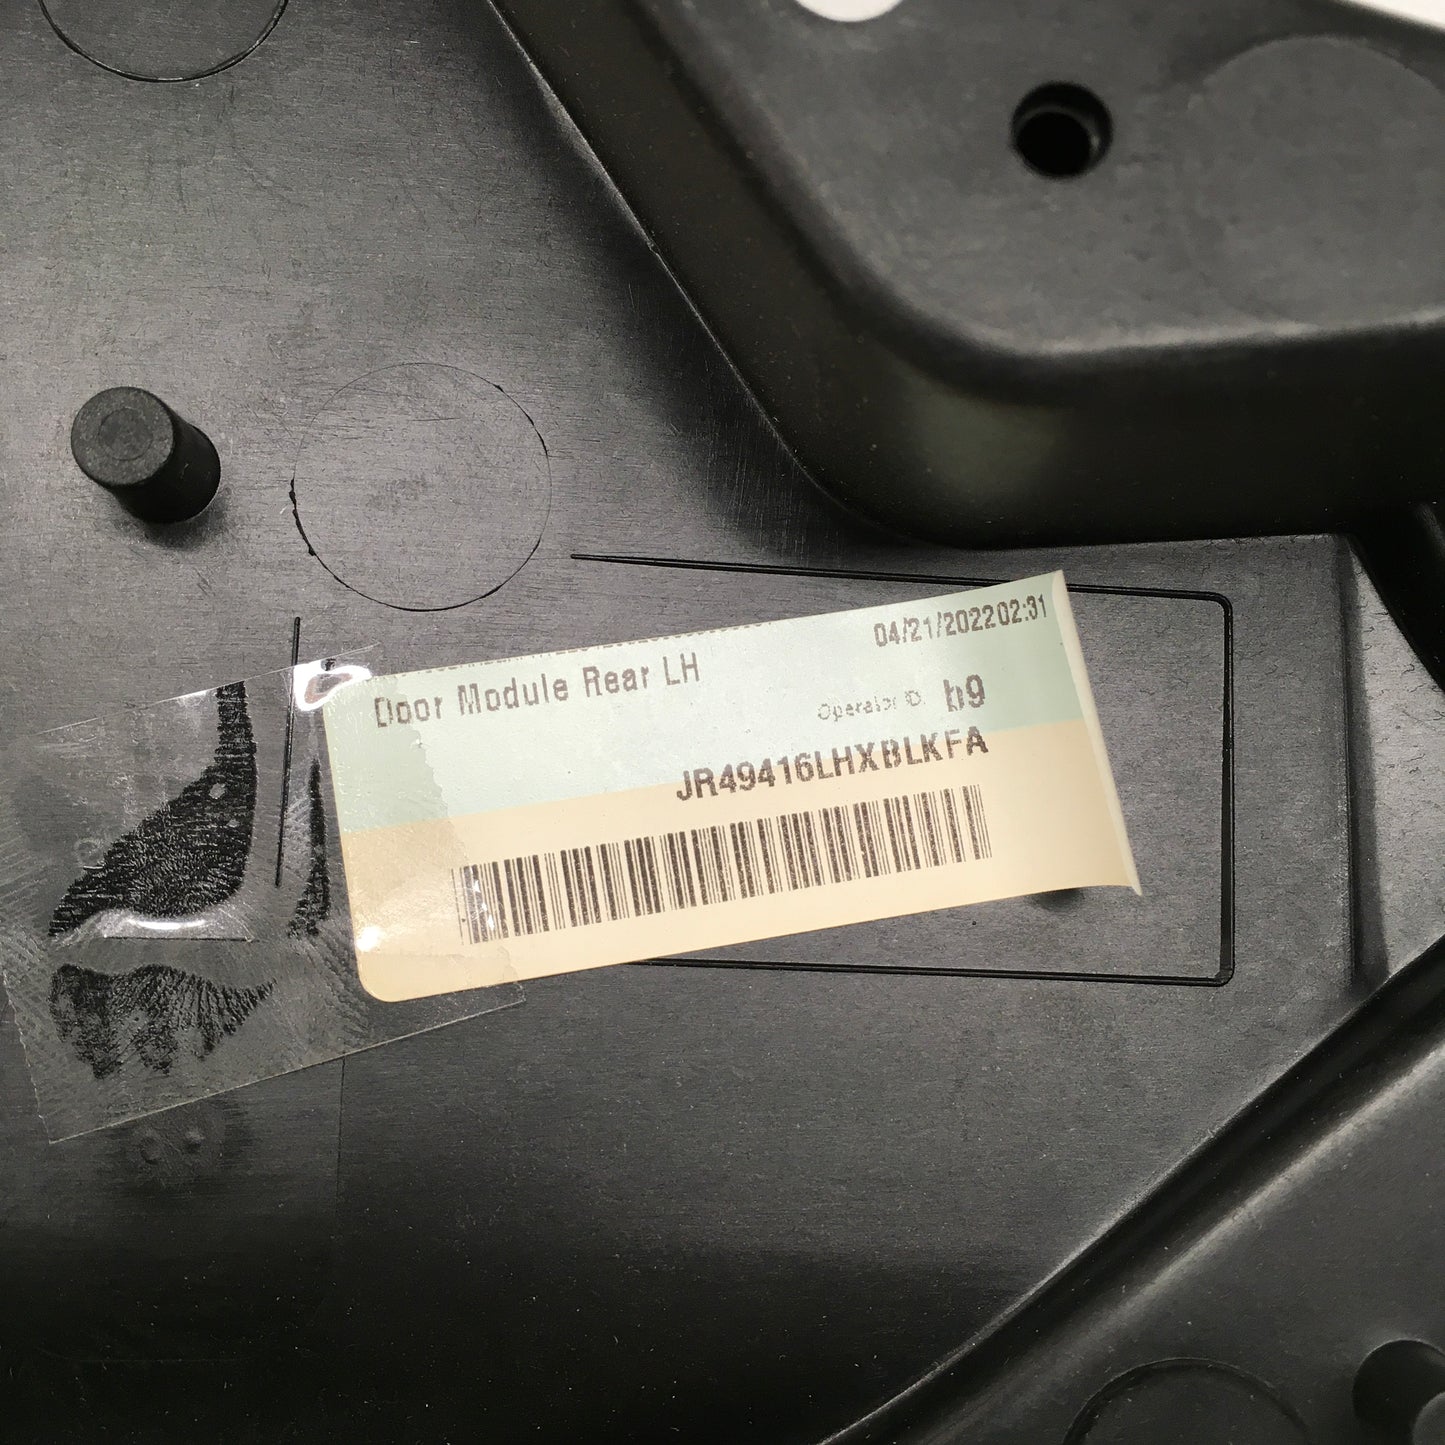 Door Module Rear LH
04/21/2022 02:31
Operator ID: b9
JR49416LHXBLKFA